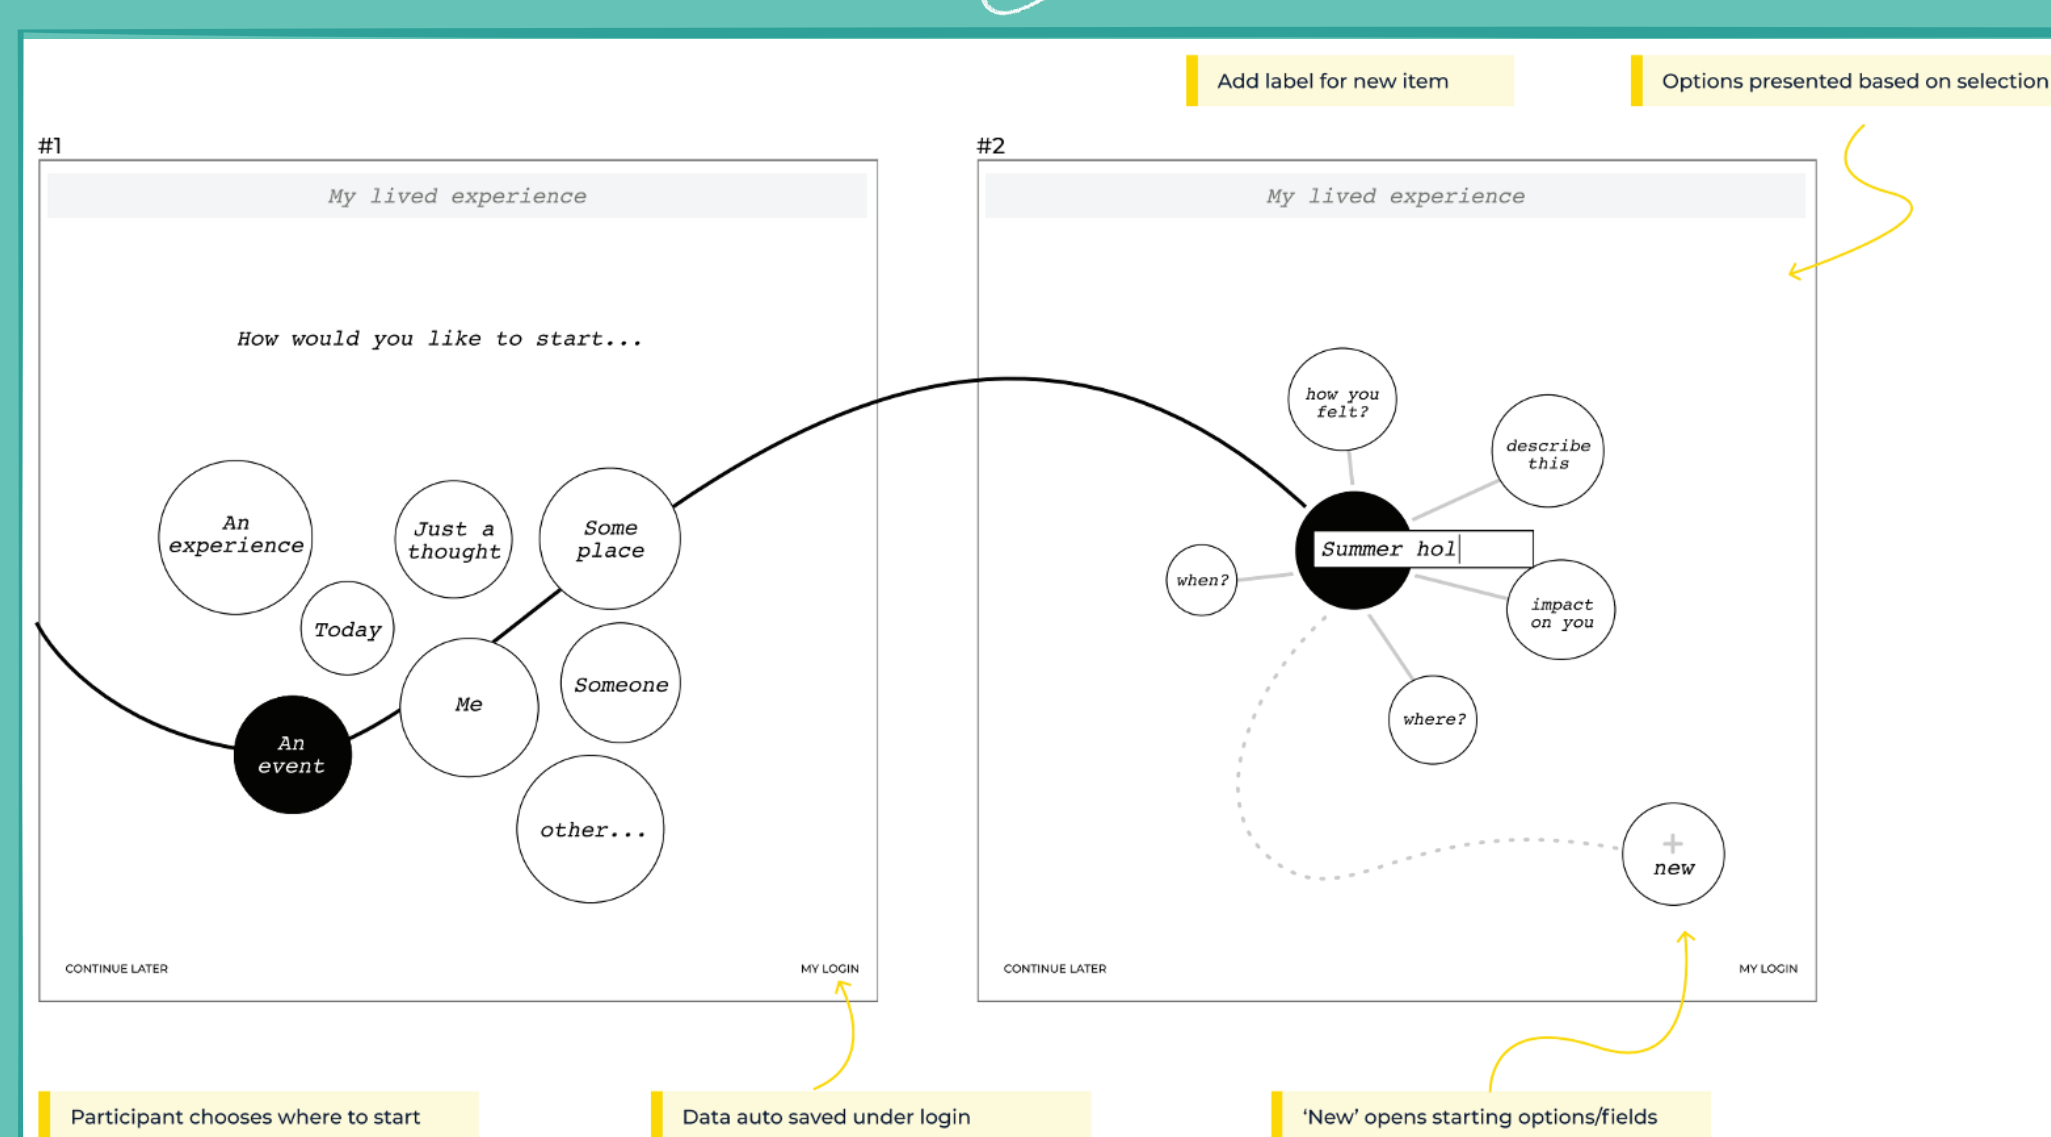 Add label for new item
Options presented based on selection
#1
My lived experience
How would you like to start...
An
experience
Just a
thought
Some
place
Today
Me
Someone
An
event
other...
CONTINUE LATER
MY LOGIN
#2
My lived experience
how you
felt?
describe
this
Summer hol
when?
impact
on you
where?
+
new
CONTINUE LATER
MY LOGIN
Participant chooses where to start
Data auto saved under login
‘New’ opens starting options/fields